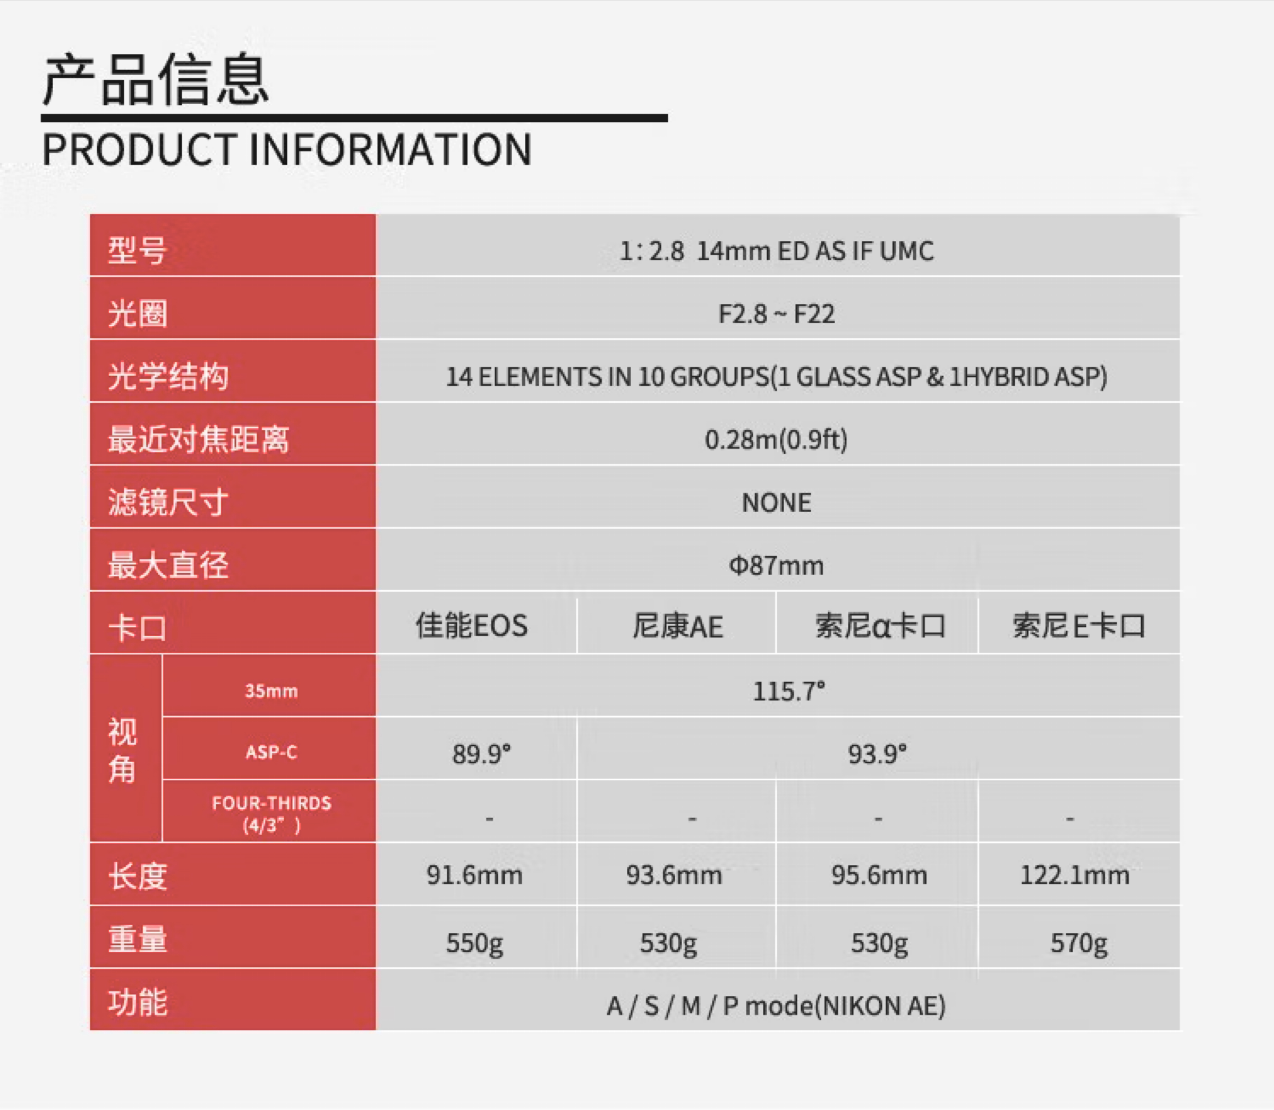 产品信息
PRODUCT INFORMATION
型号 1: 2.8 14mm ED AS IF UMC
光圈 F2.8 ~ F22
光学结构 14 ELEMENTS IN 10 GROUPS(1 GLASS ASP & 1HYBRID ASP)
最近对焦距离 0.28m(0.9ft)
滤镜尺寸 NONE
最大直径 Φ87mm
卡口 佳能EOS 尼康AE 索尼α卡口 索尼E卡口
视角
35mm 115.7°
ASP-C 89.9° 93.9°
FOUR-THIRDS
(4/3”) - - - -
长度 91.6mm 93.6mm 95.6mm 122.1mm
重量 550g 530g 530g 570g
功能 A / S / M / P mode(NIKON AE)